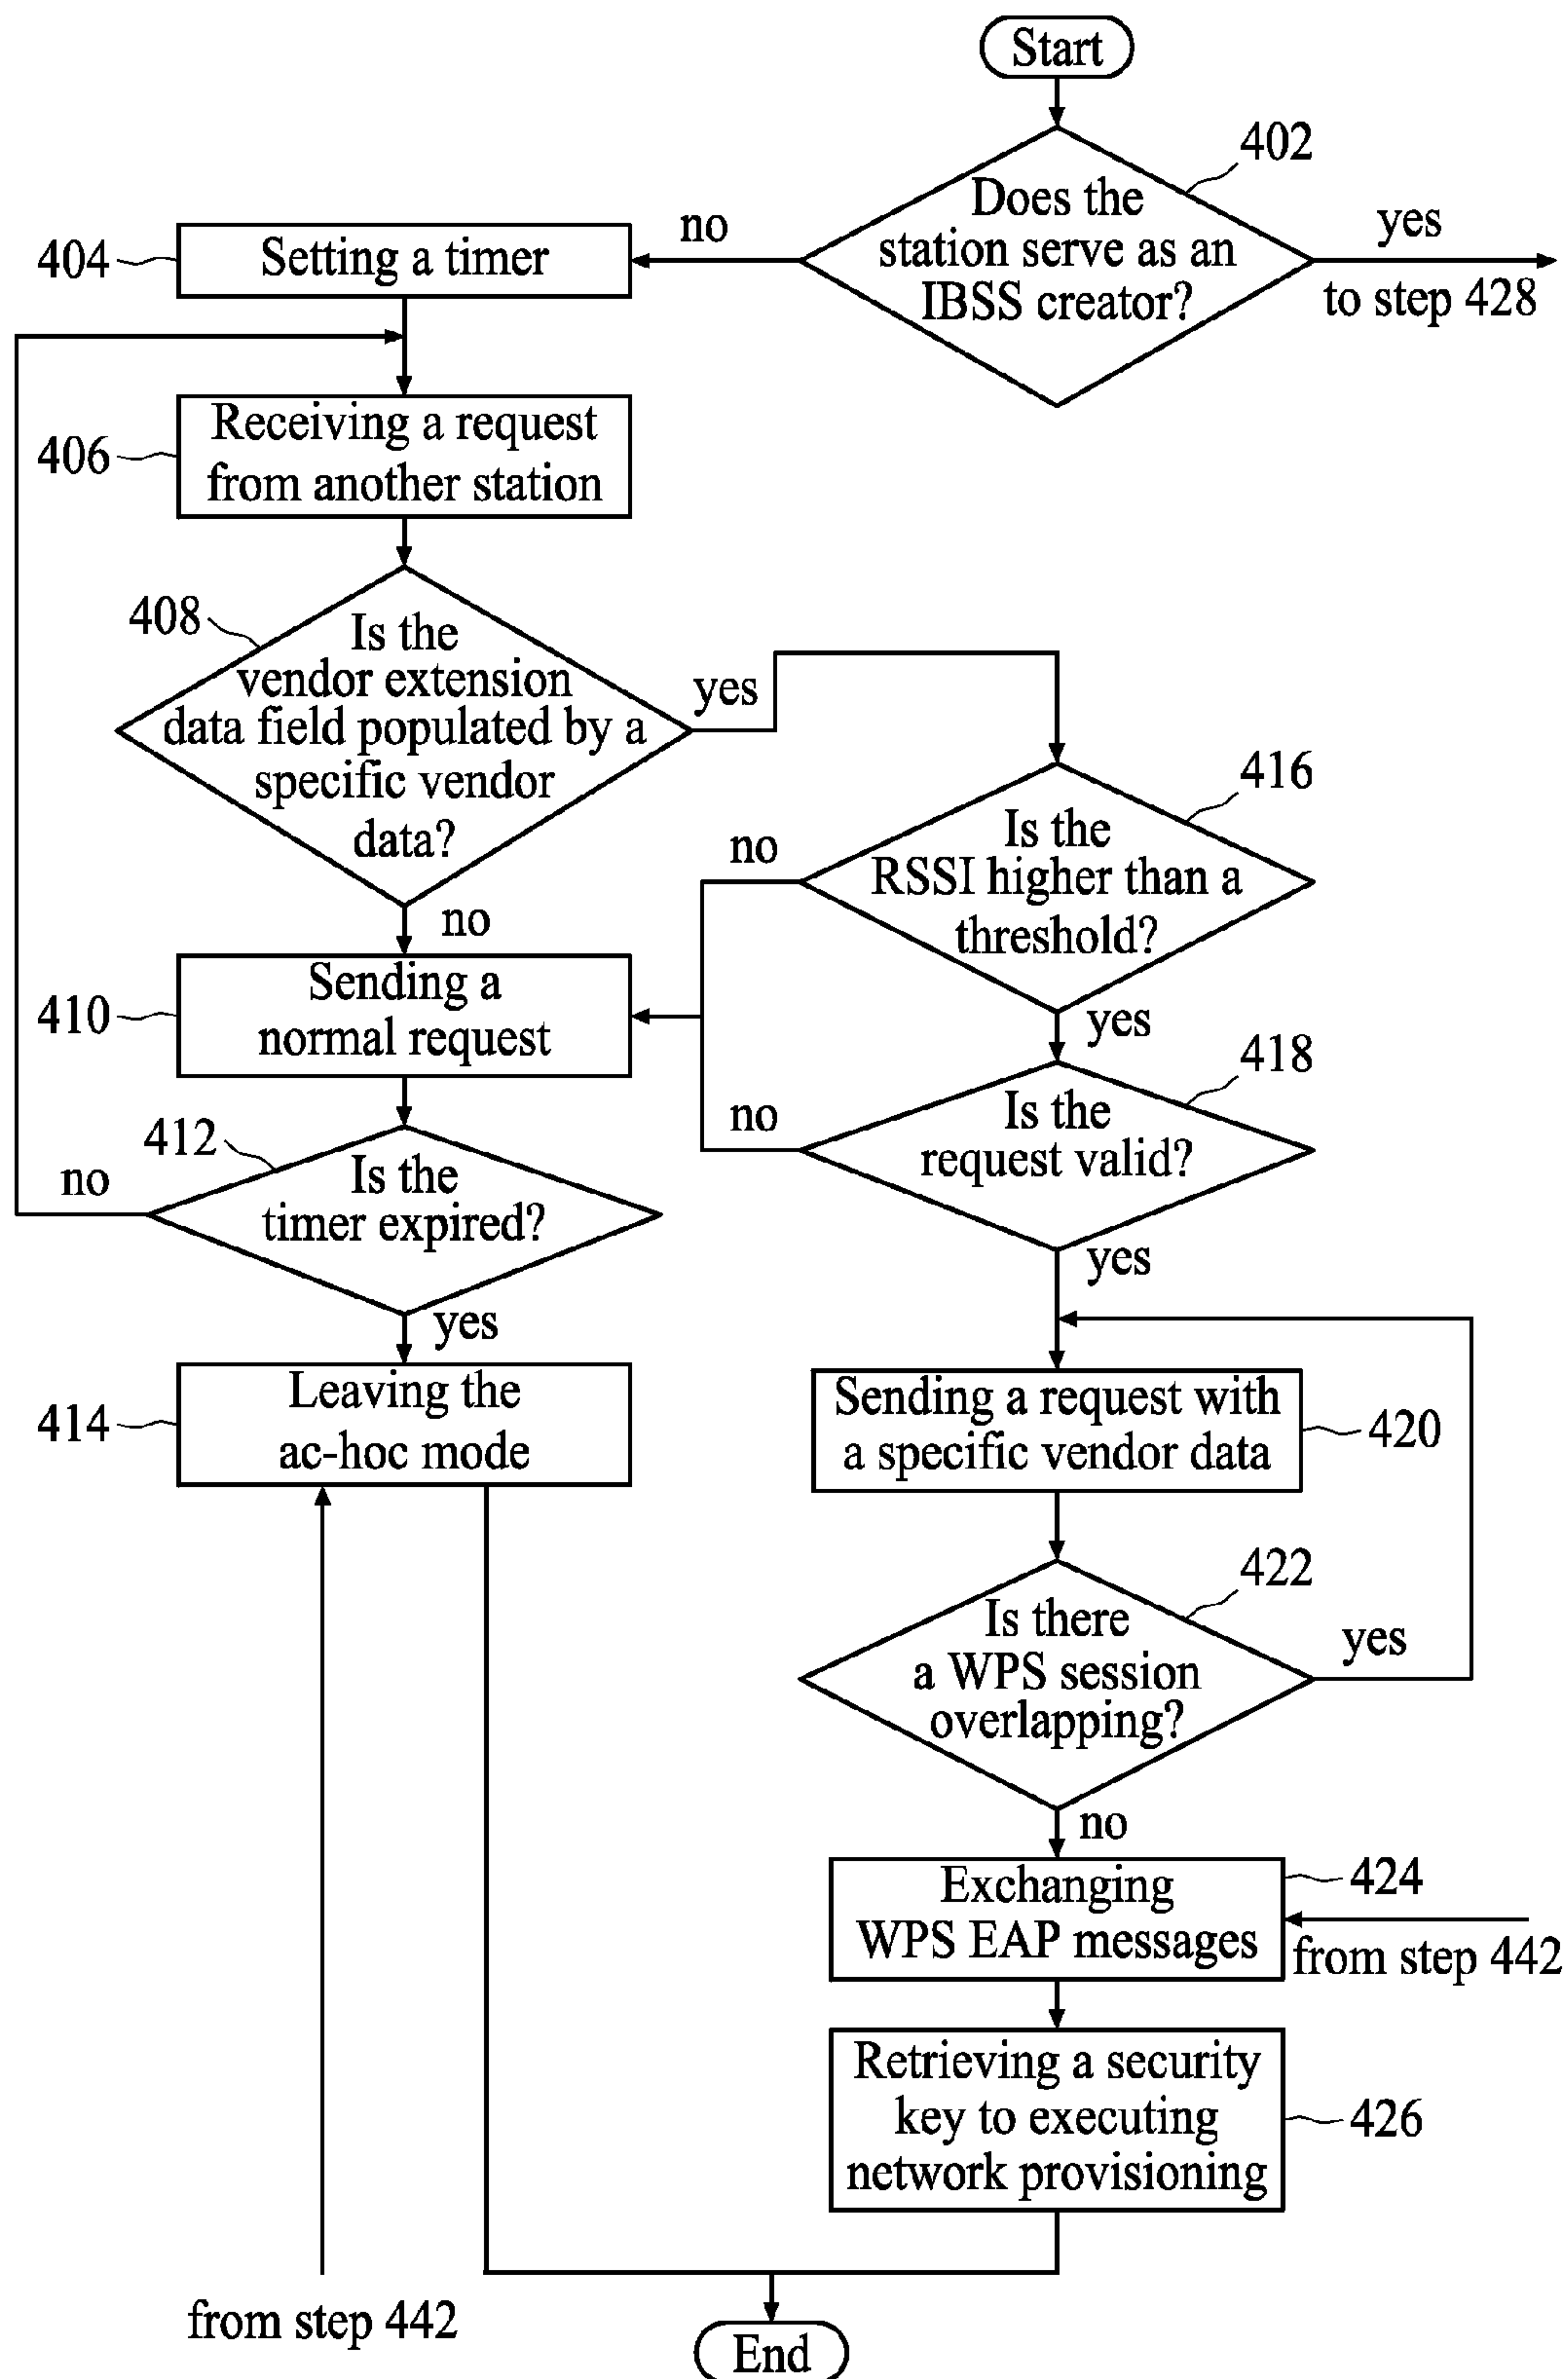 Start
402
Does the
station serve as an
IBSS creator?
no
yes
to step 428
404
Setting a timer
406
Receiving a request
from another station
408
Is the
vendor extension
data field populated by a
specific vendor
data?
yes
no
416
Is the
RSSI higher than a
threshold?
no
yes
410
Sending a
normal request
418
Is the
request valid?
no
yes
412
Is the
timer expired?
no
yes
414
Leaving the
ac-hoc mode
Sending a request with
a specific vendor data
420
422
Is there
a WPS session
overlapping?
yes
no
Exchanging
WPS EAP messages
424
from step 442
Retrieving a security
key to executing
network provisioning
426
from step 442
End